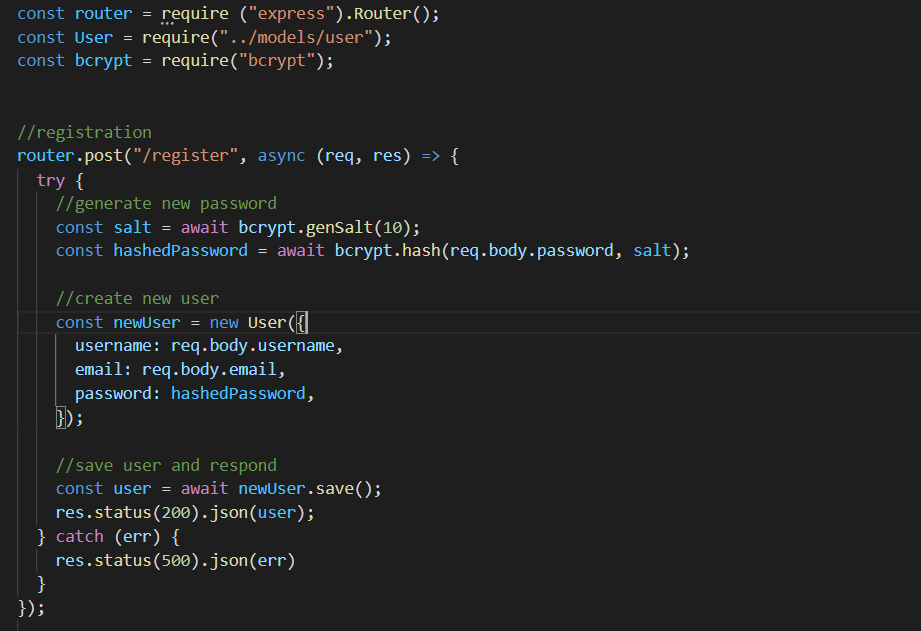 const router = require ("express").Router();
const User = require("../models/user");
const bcrypt = require("bcrypt");
//registration
router.post("/register", async (req, res) => {
try {
//generate new password
const salt = await bcrypt.genSalt(10);
const hashedPassword = await bcrypt.hash(req.body.password, salt);
//create new user
const newUser = new User({
username: req.body.username,
email: req.body.email,
password: hashedPassword,
});
//save user and respond
const user = await newUser.save();
res.status(200).json(user);
} catch (err) {
res.status(500).json(err)
}
});